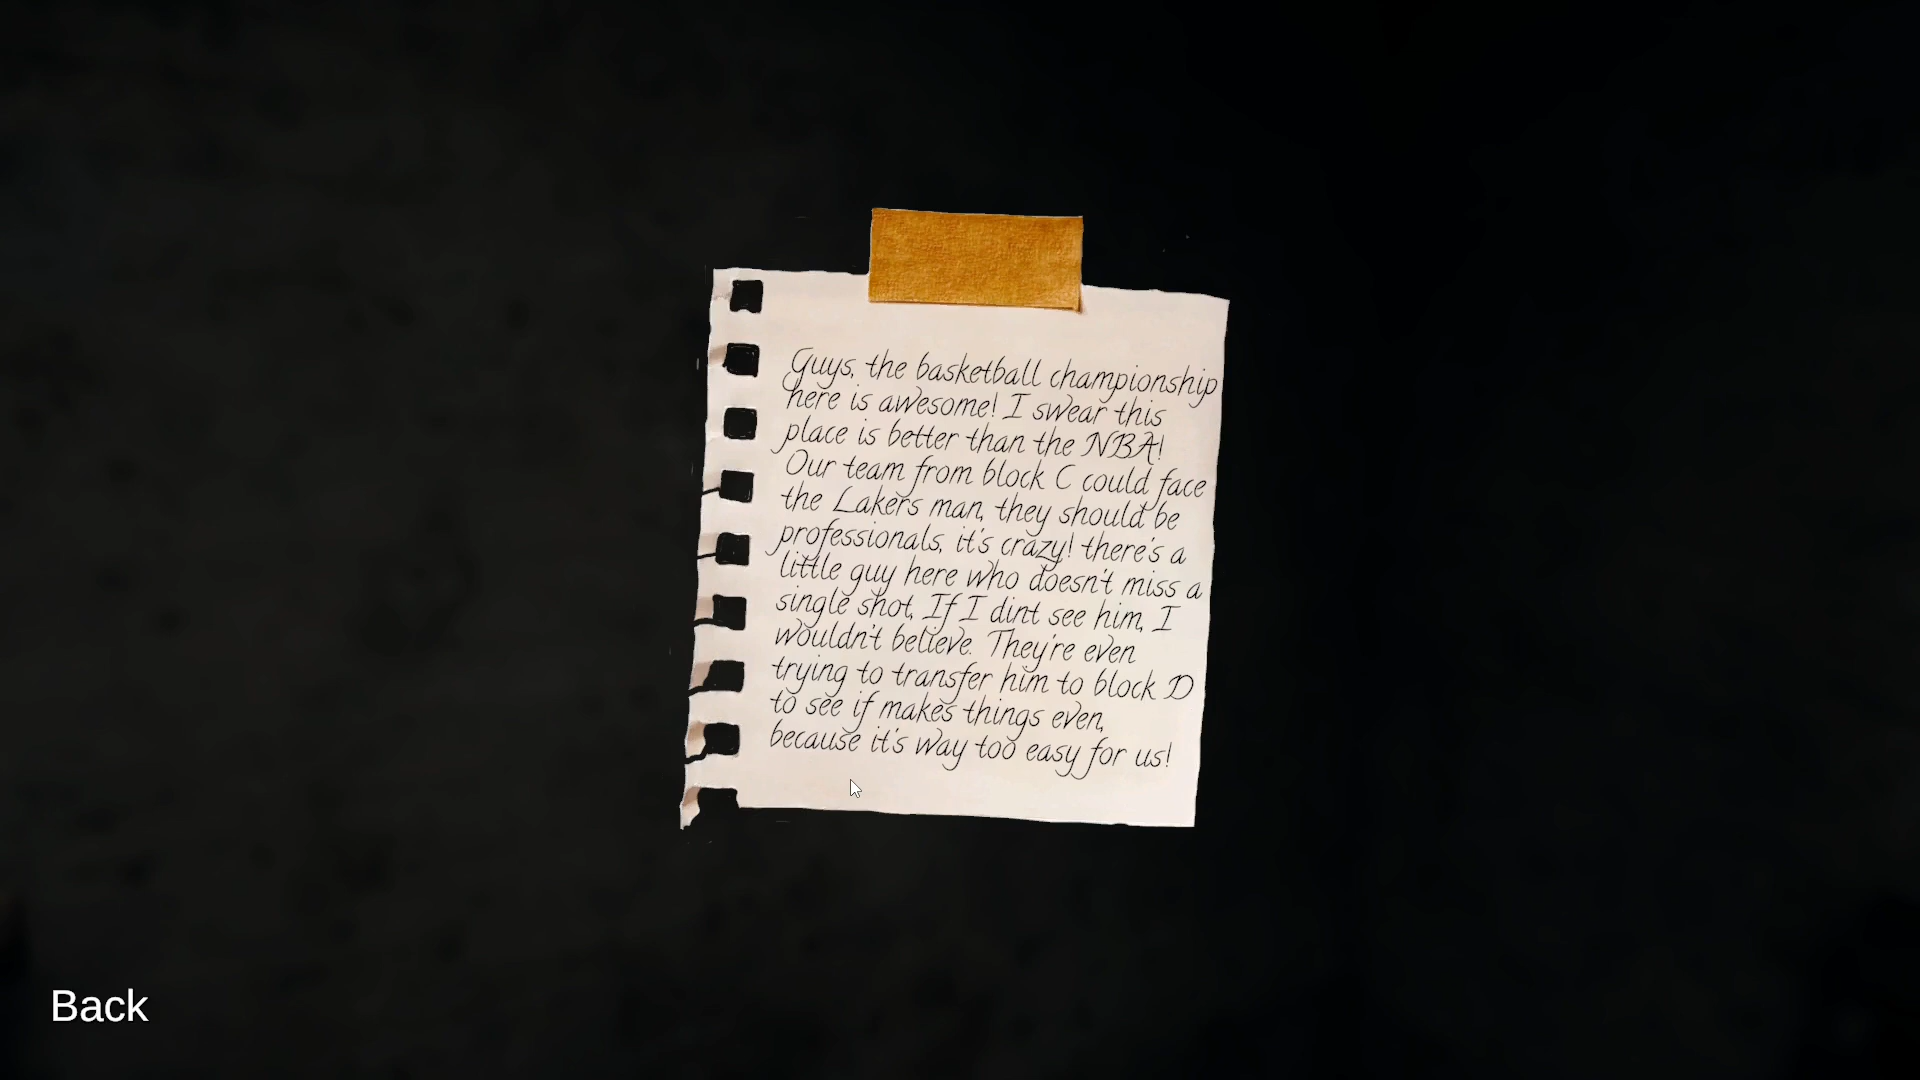 Guys, the basketball championship
here is awesome! I swear this
place is better than the NBA!
Our team from block C could face
the Lakers man, they should be
professionals, it's crazy! there's a
little guy here who doesn't miss a
single shot, If I dint see him, I
wouldn't believe. They're even
trying to transfer him to block D
to see if makes things even,
because it's way too easy for us!
Back